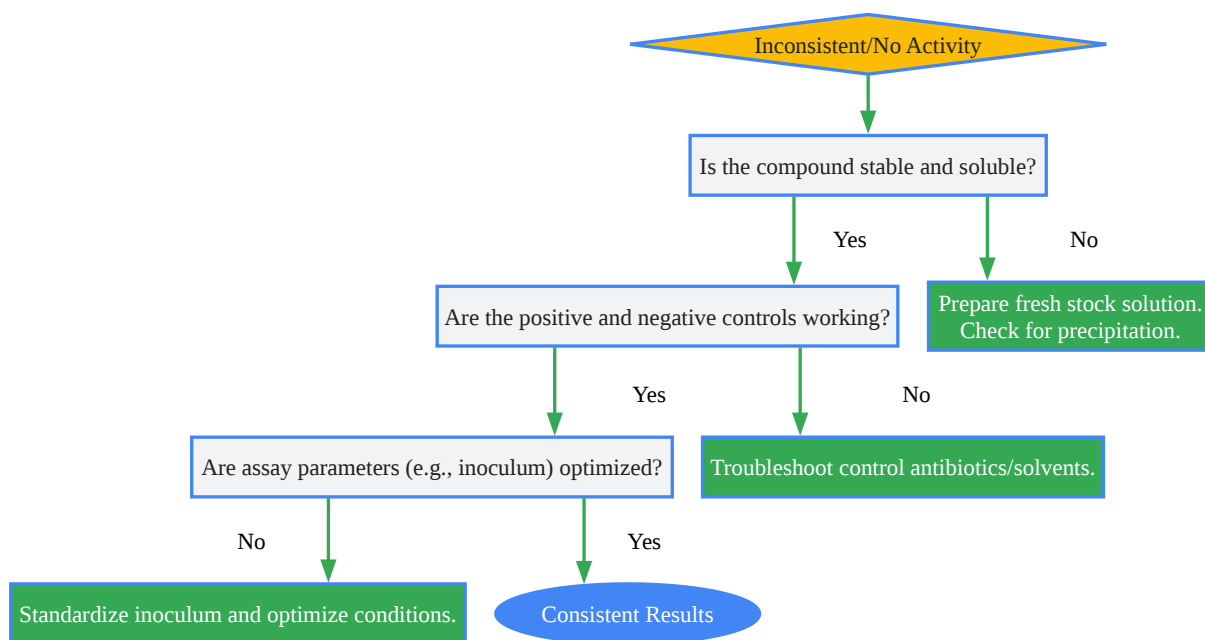 Inconsistent/No Activity
Is the compound stable and soluble?
Yes
No
Are the positive and negative controls working?
Prepare fresh stock solution.
Check for precipitation.
Yes
No
Are assay parameters (e.g., inoculum) optimized?
Troubleshoot control antibiotics/solvents.
No
Yes
Standardize inoculum and optimize conditions.
Consistent Results